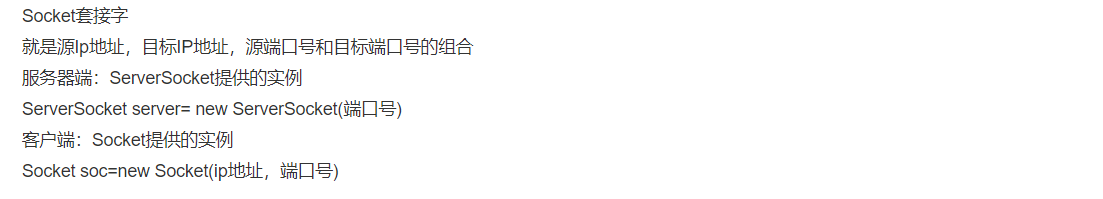 Socket套接字
就是源Ip地址，目标IP地址，源端口号和目标端口号的组合
服务器端：ServerSocket提供的实例
ServerSocket server= new ServerSocket(端口号)
客户端：Socket提供的实例
Socket soc=new Socket(ip地址，端口号)